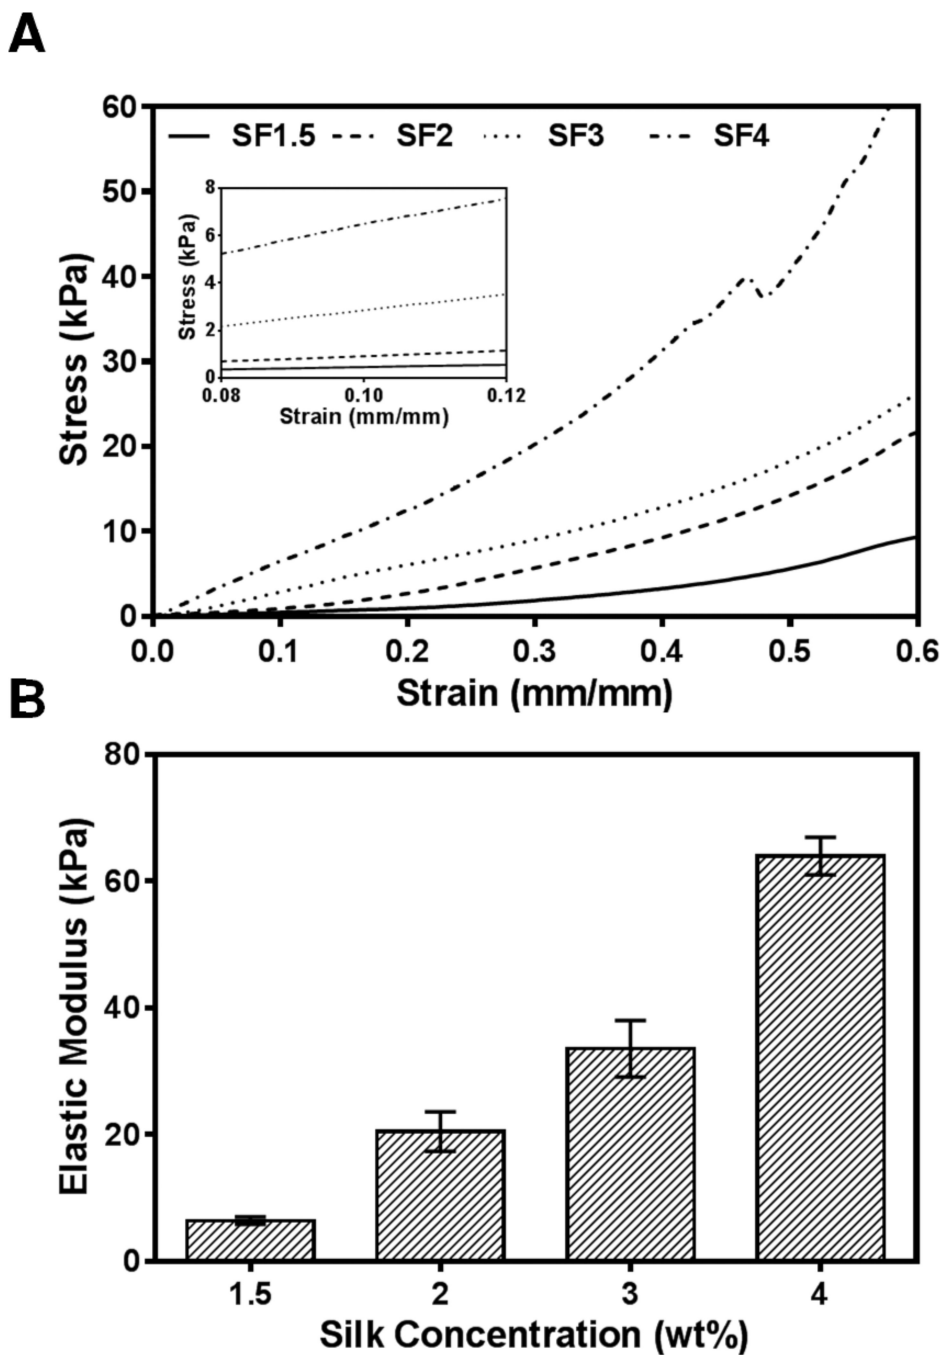 A
60
SF1.5 SF2 SF3 SF4
50
40
30
20
10
0
Stress (kPa)
8
6
4
2
0
Stress (kPa)
0.08 0.10 0.12
Strain (mm/mm)
0.0 0.1 0.2 0.3 0.4 0.5 0.6
Strain (mm/mm)
B
80
60
40
20
0
Elastic Modulus (kPa)
1.5 2 3 4
Silk Concentration (wt%)